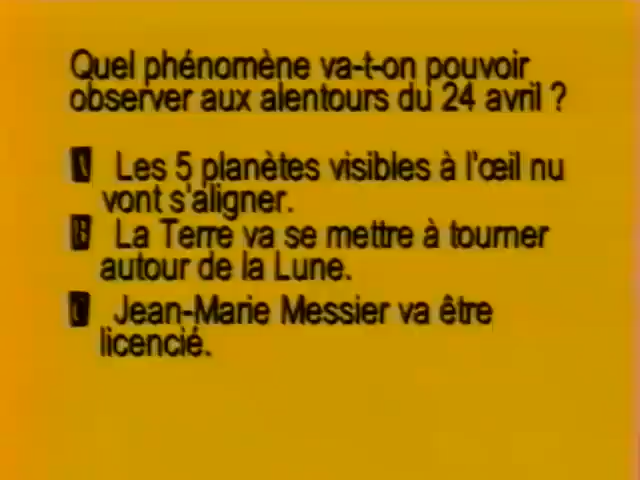 Quel phénomène va-t-on pouvoir
observer aux alentours du 24 avril ?
A Les 5 planètes visibles à l'œil nu
vont s'aligner.
B La Terre va se mettre à tourner
autour de la Lune.
C Jean-Marie Messier va être
licencié.